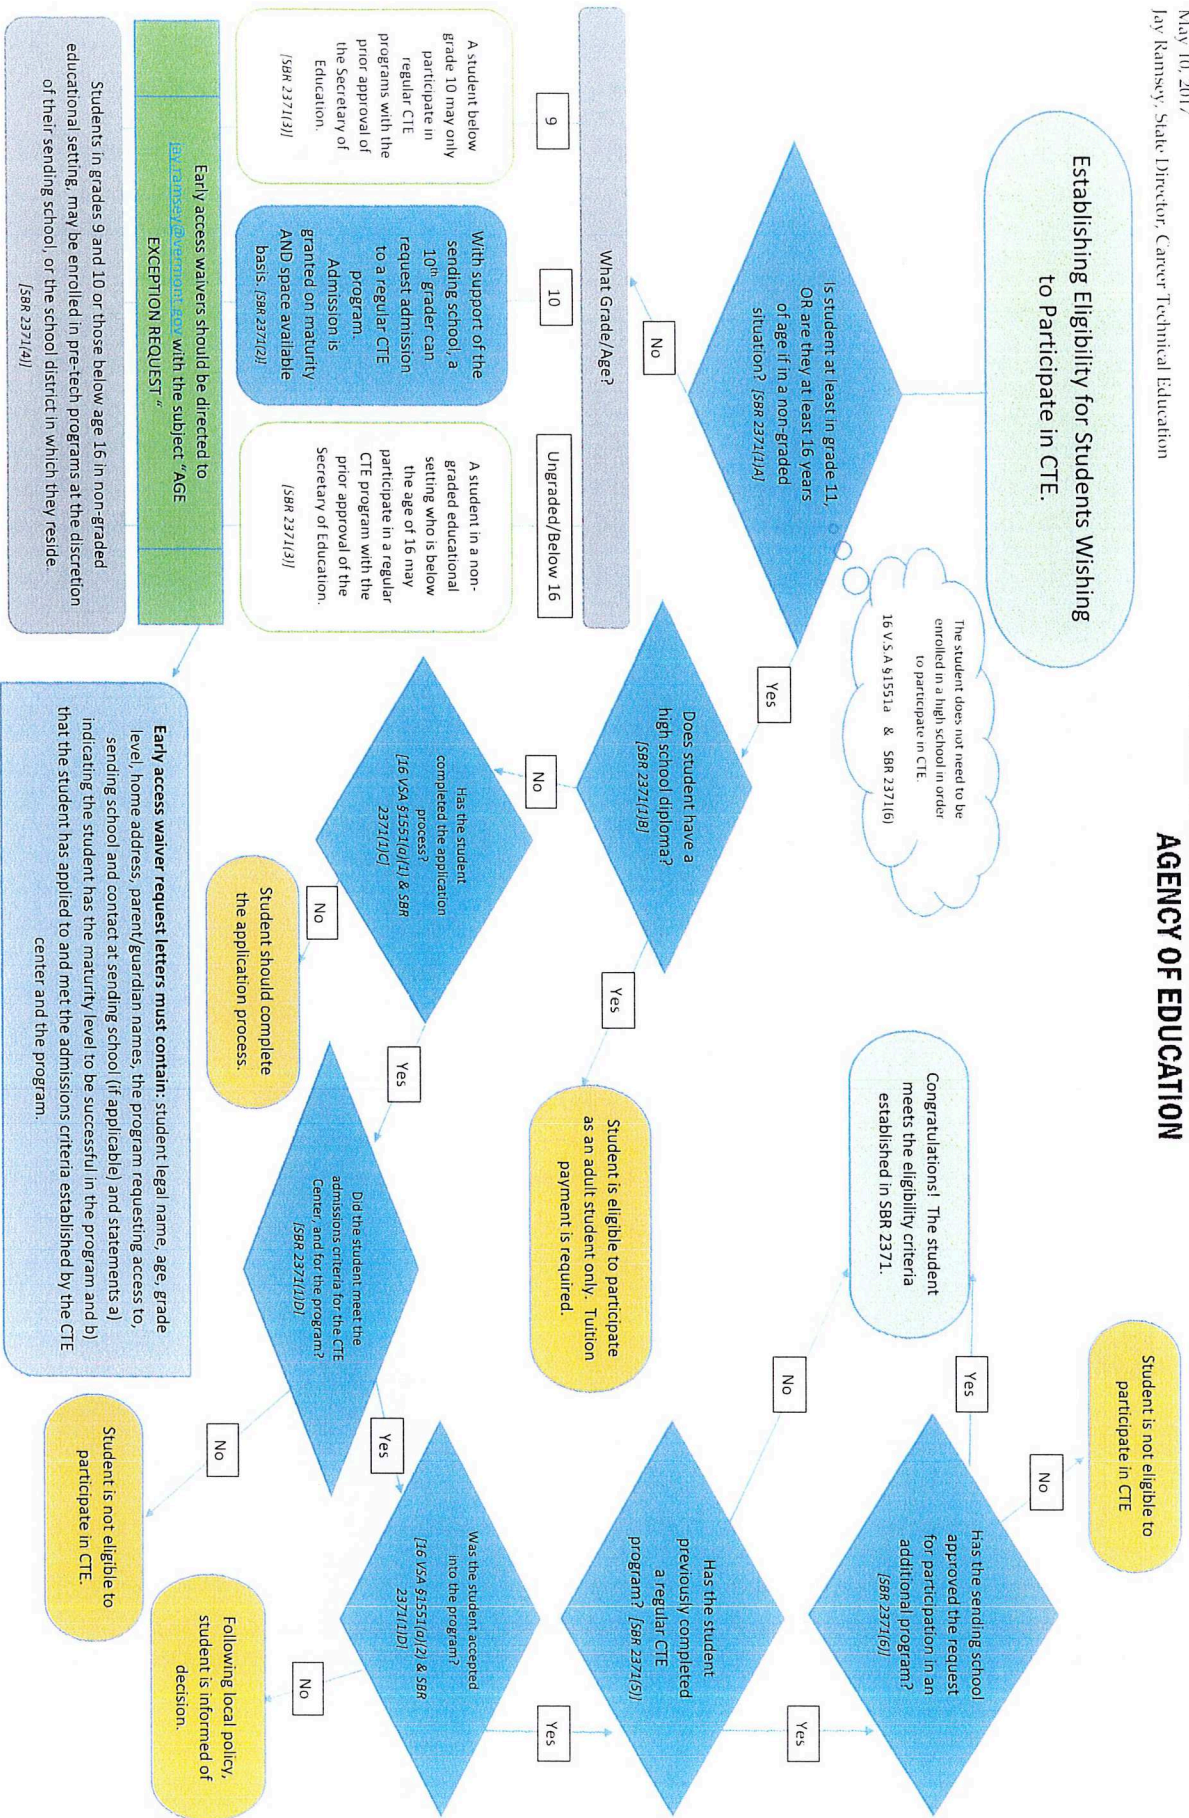 May 10, 2017
Jay Ramsey, State Director, Career Technical Education
AGENCY OF EDUCATION
Establishing Eligibility for Students Wishing
to Participate in CTE.
The student does not need to be
enrolled in a high school in order
to participate in CTE.
16 V.S.A §1551a & SBR 2371(6)
Is student at least in grade 11,
OR are they at least 16 years
of age if in a non-graded
situation? [SBR 2371(1)A]
No
Yes
What Grade/Age?
9
10
Ungraded/Below 16
A student below
grade 10 may only
participate in
regular CTE
programs with the
prior approval of
the Secretary of
Education.
[SBR 2371(3)]
With support of the
sending school, a
10th grader can
request admission
to a regular CTE
program.
Admission is
granted on maturity
AND space available
basis. [SBR 2371(2)]
A student in a non-
graded educational
setting who is below
the age of 16 may
participate in a regular
CTE program with the
prior approval of the
Secretary of Education.
[SBR 2371(3)]
Early access waivers should be directed to
jay.ramsey@vermont.gov with the subject "AGE
EXCEPTION REQUEST "
Students in grades 9 and 10 or those below age 16 in non-graded
educational setting, may be enrolled in pre-tech programs at the discretion
of their sending school, or the school district in which they reside.
[SBR 2371(4)]
Early access waiver request letters must contain: student legal name, age, grade
level, home address, parent/guardian names, the program requesting access to,
sending school and contact at sending school (if applicable) and statements a)
indicating the student has the maturity level to be successful in the program and b)
that the student has applied to and met the admissions criteria established by the CTE
center and the program.
Does student have a
high school diploma?
[SBR 2371(1)B]
No
Yes
Student is eligible to participate
as an adult student only. Tuition
payment is required.
Has the student
completed the application
process?
[16 VSA §1551(a)(1) & SBR
2371(1)C]
No
Student should complete
the application process.
Yes
Did the student meet the
admissions criteria for the CTE
Center, and for the program?
[SBR 2371(1)D]
No
Student is not eligible to
participate in CTE.
Yes
Was the student accepted
into the program?
[16 VSA §1551(a)(2) & SBR
2371(1)D]
No
Following local policy,
student is informed of
decision.
Yes
Has the student
previously completed
a regular CTE
program? [SBR 2371(5)]
No
Yes
Has the sending school
approved the request
for participation in an
additional program?
[SBR 2371(6)]
Yes
No
Congratulations! The student
meets the eligibility criteria
established in SBR 2371.
Student is not eligible to
participate in CTE